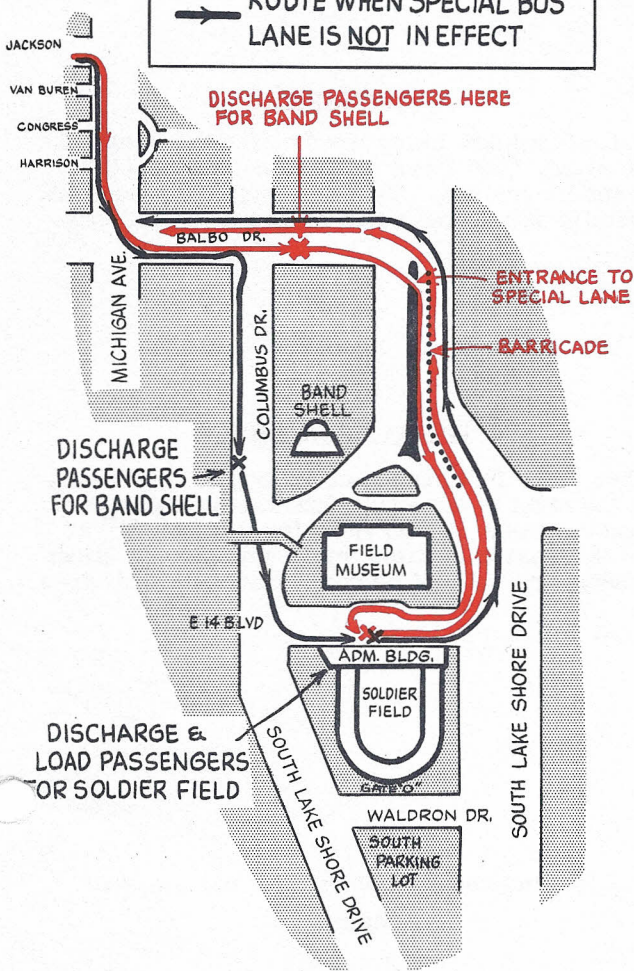 ROUTE WHEN SPECIAL BUS
LANE IS NOT IN EFFECT
JACKSON
VAN BUREN
CONGRESS
HARRISON
DISCHARGE PASSENGERS HERE
FOR BAND SHELL
BALBO DR.
ENTRANCE TO
SPECIAL LANE
BARRICADE
MICHIGAN AVE.
COLUMBUS DR.
BAND
SHELL
DISCHARGE
PASSENGERS
FOR BAND SHELL
FIELD
MUSEUM
E 14 BLVD
ADM. BLDG.
SOLDIER
FIELD
GATE "O"
DISCHARGE &
LOAD PASSENGERS
OR SOLDIER FIELD
SOUTH LAKE SHORE DRIVE
WALDRON DR.
SOUTH
PARKING
LOT
SOUTH LAKE SHORE DRIVE